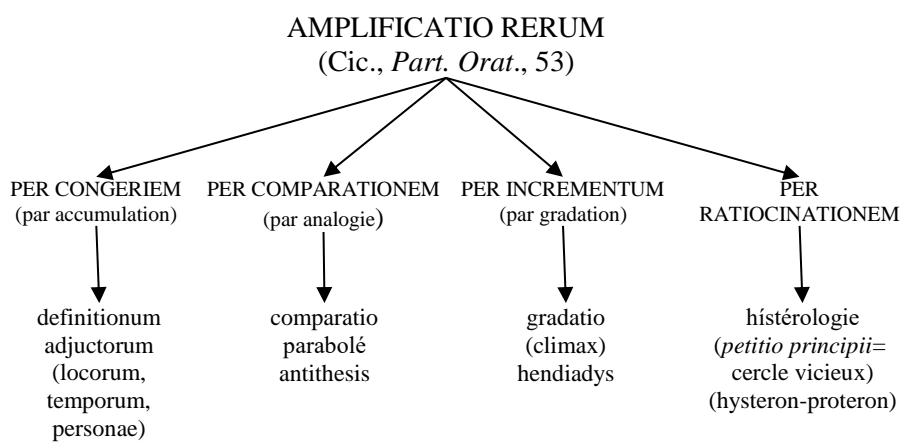 AMPLIFICATIO RERUM
(Cic., Part. Orat., 53)
PER CONGERIEM
(par accumulation)
PER COMPARATIONEM
(par analogie)
PER INCREMENTUM
(par gradation)
PER
RATIOCINATIONEM
definitionum
adjuctorum
(locorum,
temporum,
personae)
comparatio
parabolé
antithesis
gradatio
(climax)
hendiadys
hístérologie
(petitio principii=
cercle vicieux)
(hysteron-proteron)